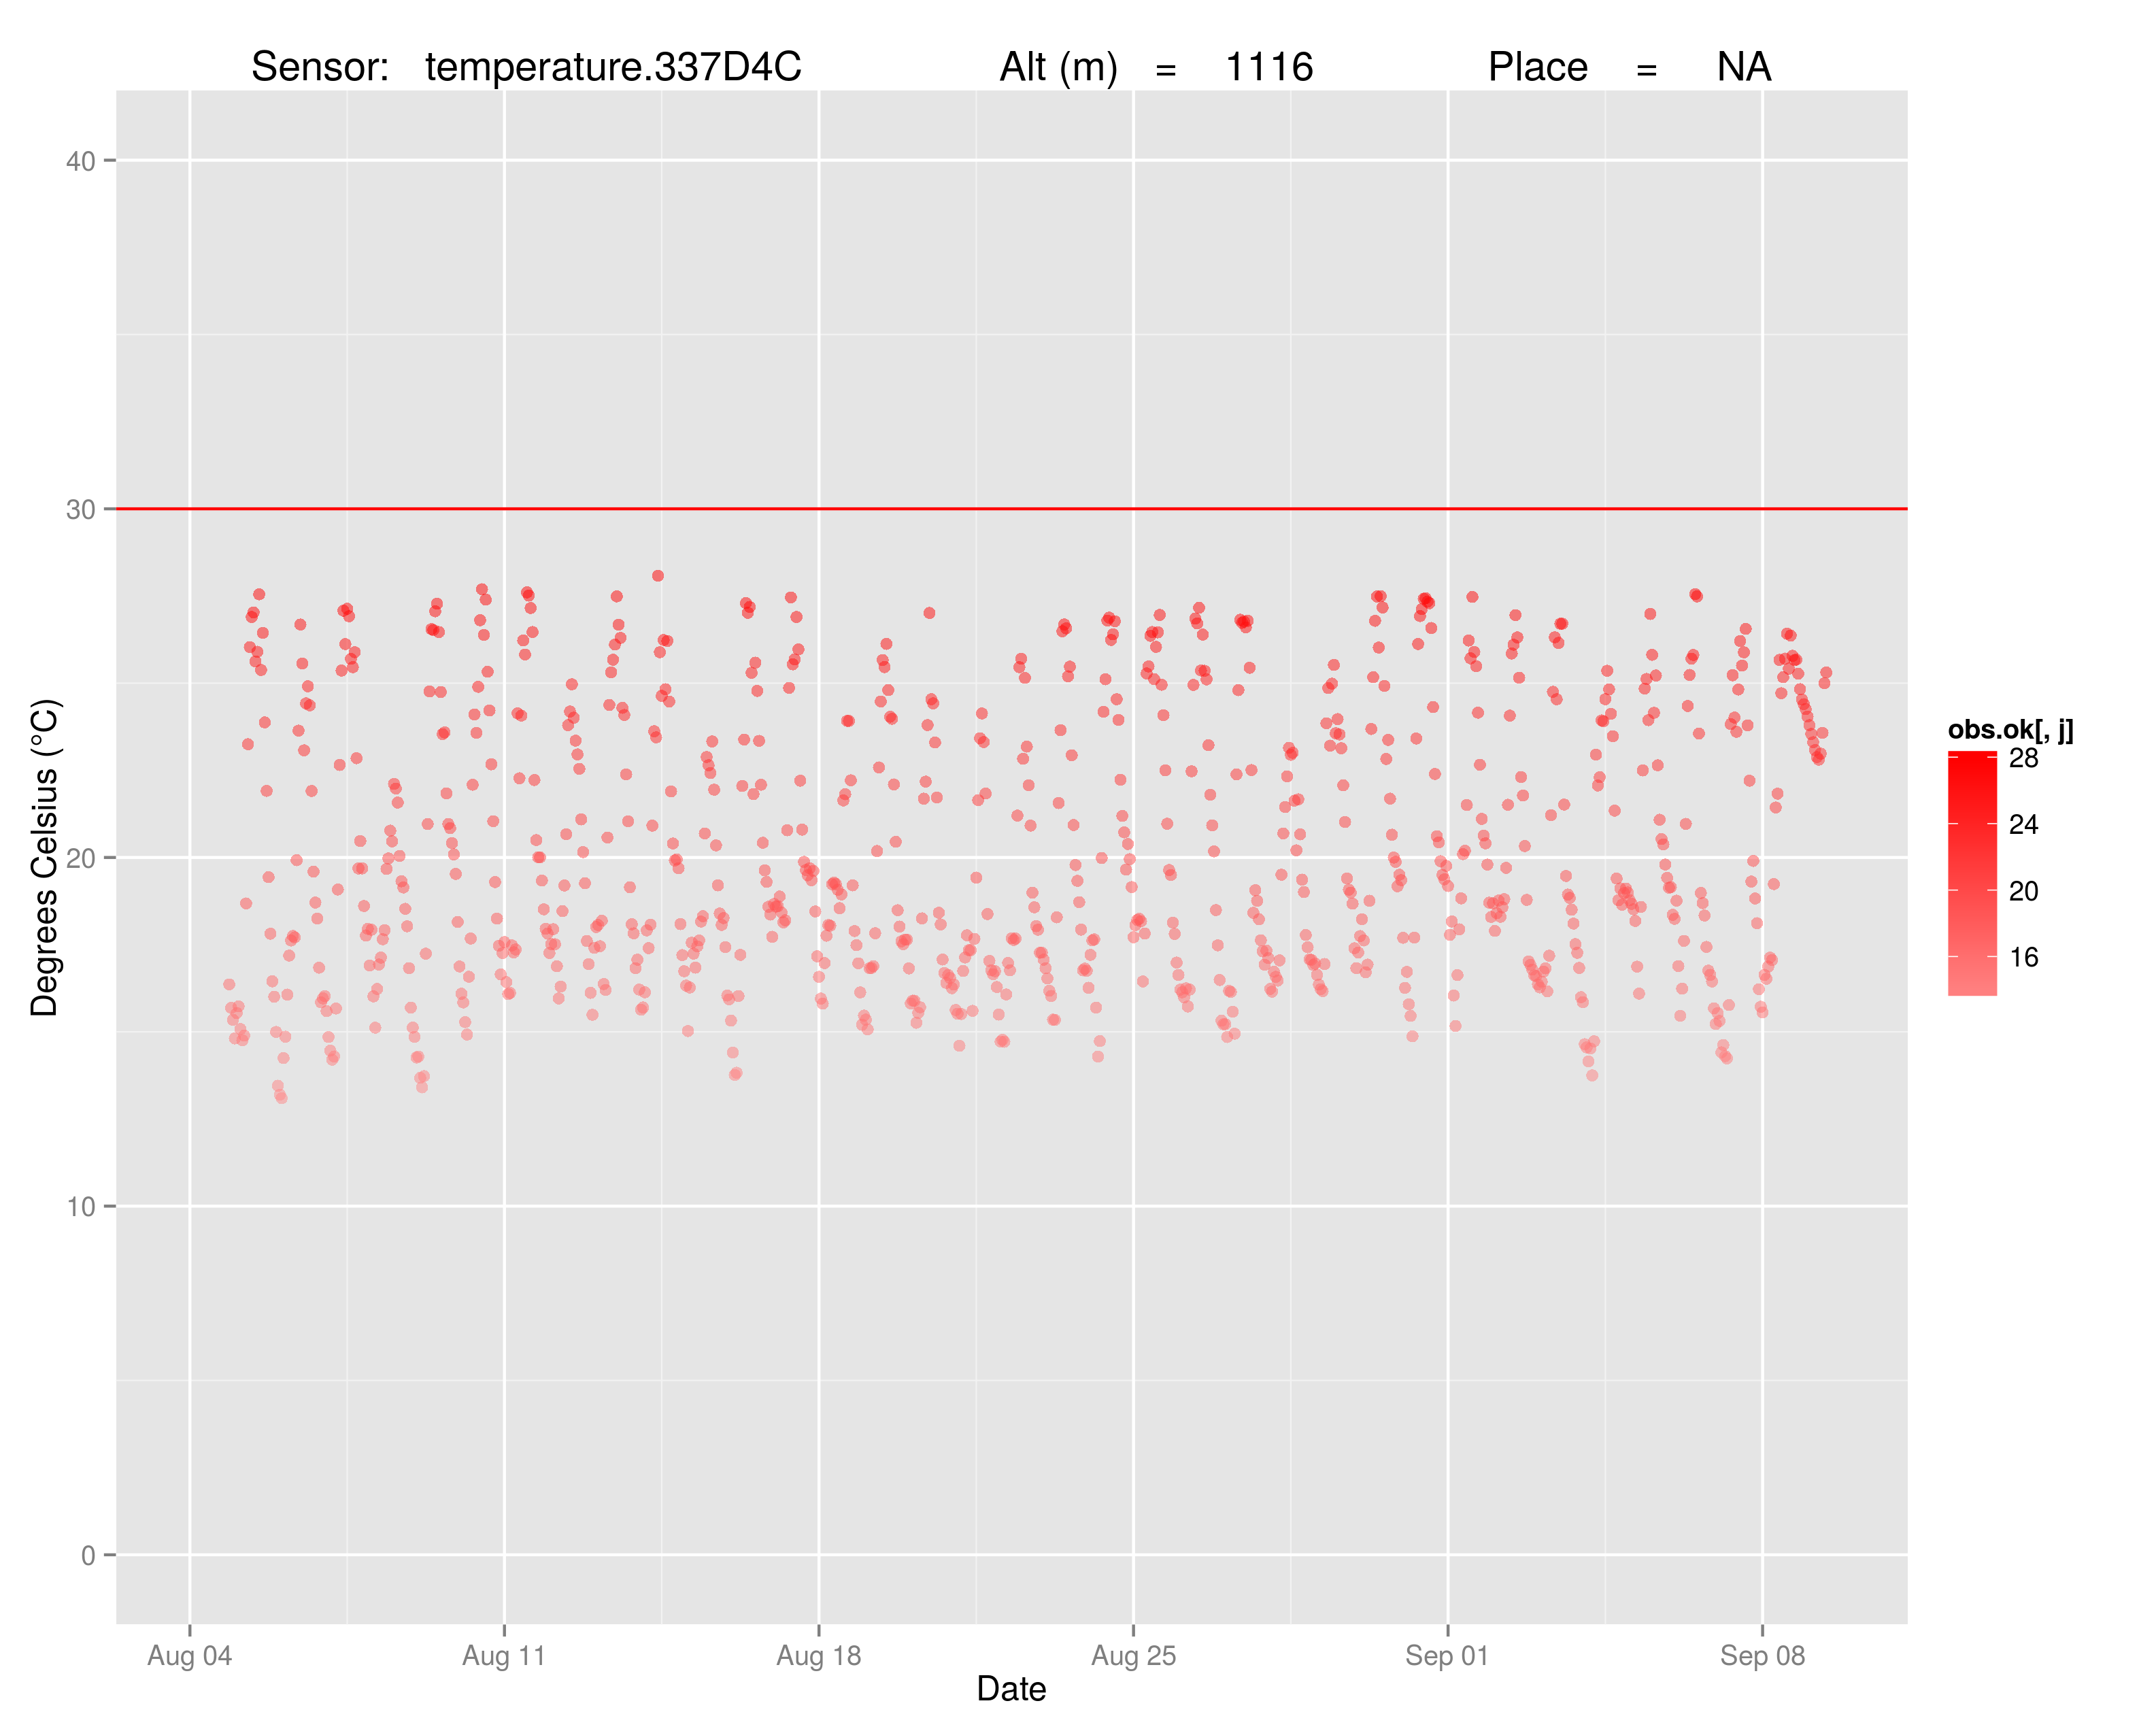 Sensor: temperature.337D4C Alt (m) = 1116 Place = NA
40
30
20
10
0
Degrees Celsius (°C)
Aug 04 Aug 11 Aug 18 Aug 25 Sep 01 Sep 08
Date
obs.ok[, j]
28
24
20
16